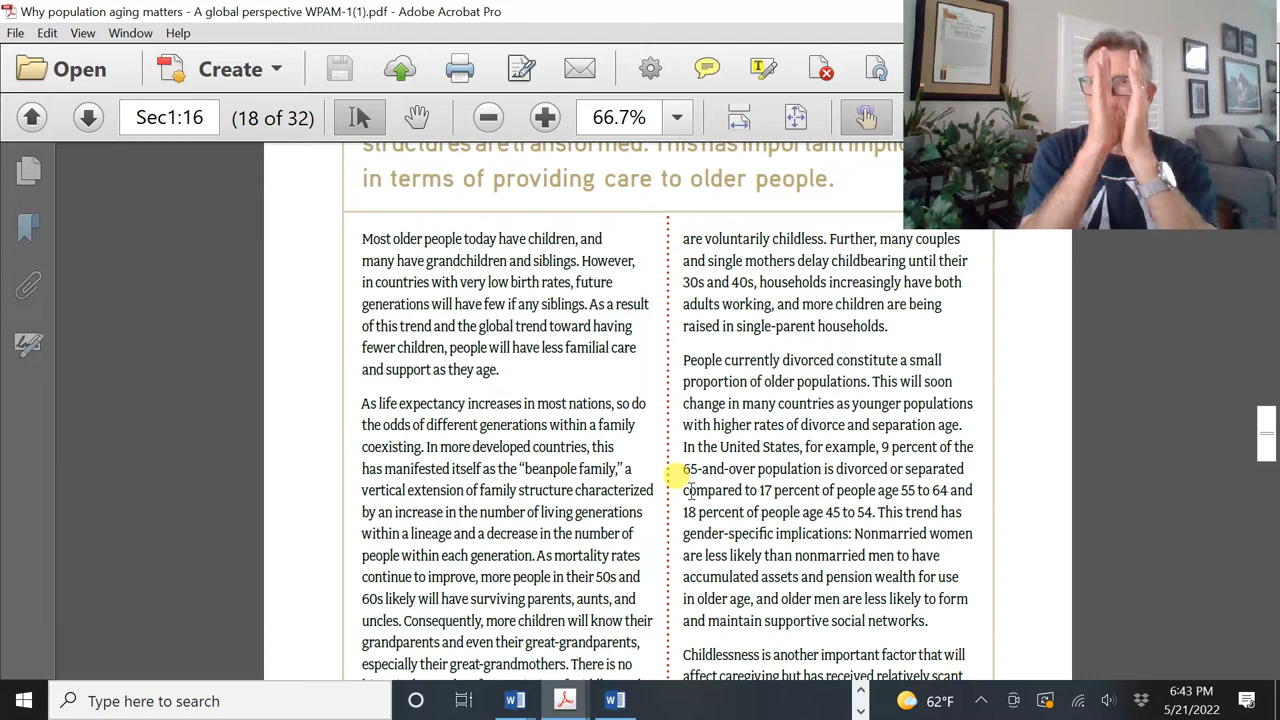 Why population aging matters - A global perspective WPAM-1(1).pdf - Adobe Acrobat Pro
File Edit View Window Help
Open Create
Sec1:16 (18 of 32) 66.7%
structures are transformed. This has important
in terms of providing care to older people.
Most older people today have children, and
many have grandchildren and siblings. However,
in countries with very low birth rates, future
generations will have few if any siblings. As a result
of this trend and the global trend toward having
fewer children, people will have less familial care
and support as they age.
As life expectancy increases in most nations, so do
the odds of different generations within a family
coexisting. In more developed countries, this
has manifested itself as the “beanpole family,” a
vertical extension of family structure characterized
by an increase in the number of living generations
within a lineage and a decrease in the number of
people within each generation. As mortality rates
continue to improve, more people in their 50s and
60s likely will have surviving parents, aunts, and
uncles. Consequently, more children will know their
grandparents and even their great-grandparents,
especially their great-grandmothers. There is no
are voluntarily childless. Further, many couples
and single mothers delay childbearing until their
30s and 40s, households increasingly have both
adults working, and more children are being
raised in single-parent households.
People currently divorced constitute a small
proportion of older populations. This will soon
change in many countries as younger populations
with higher rates of divorce and separation age.
In the United States, for example, 9 percent of the
65-and-over population is divorced or separated
compared to 17 percent of people age 55 to 64 and
18 percent of people age 45 to 54. This trend has
gender-specific implications: Nonmarried women
are less likely than nonmarried men to have
accumulated assets and pension wealth for use
in older age, and older men are less likely to form
and maintain supportive social networks.
Childlessness is another important factor that will
affect caregiving but has received relatively scant
Type here to search
62°F
6:43 PM
5/21/2022